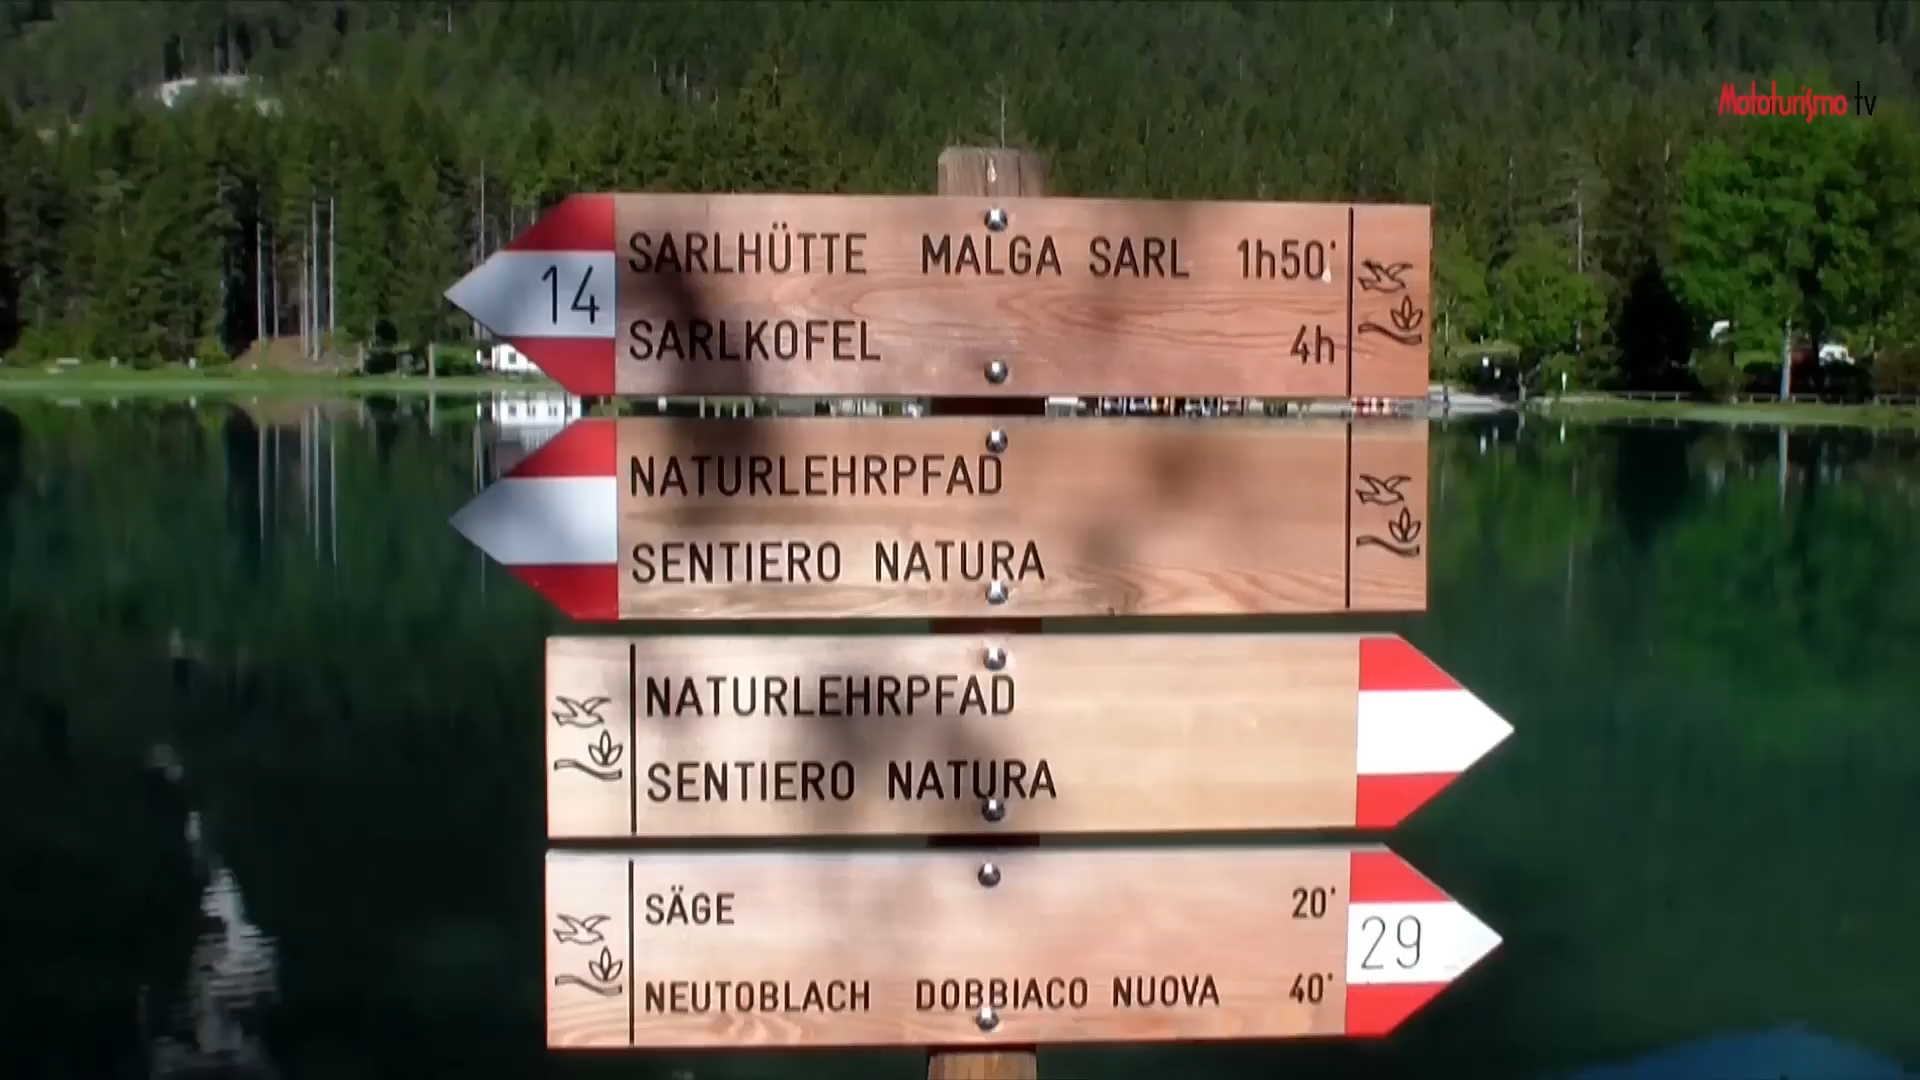 Mototurismo tv
14 SARLHÜTTE MALGA SARL 1h50'
SARLKOFEL 4h
NATURLEHRPFAD
SENTIERO NATURA
NATURLEHRPFAD
SENTIERO NATURA
SÄGE 20'
29
NEUTOBLACH DOBBIACO NUOVA 40'